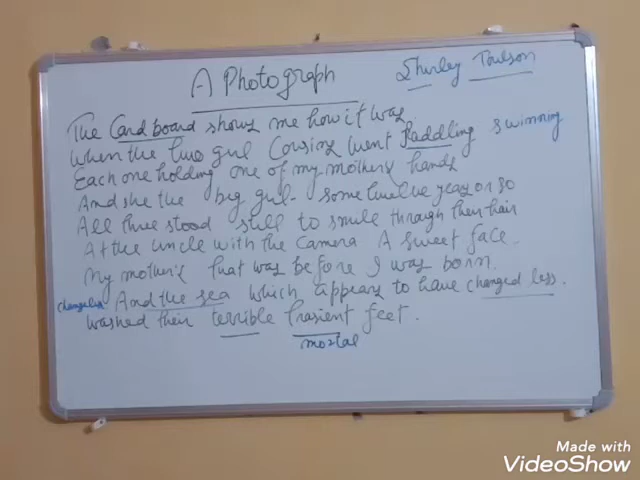 A Photograph
Shirley Toulson
The Cardboard shows me how it was
When the two girl Cousins went Paddling swimming
Each one holding one of my mother's hands
And she the big girl - some twelve years or so
All three stood still to smile through their hair
At the uncle with the Camera A sweet face
My mother's that was before I was born
changeless And the sea which appears to have changed less.
washed their terrible Trasient feet.
mortal
Made with
VideoShow